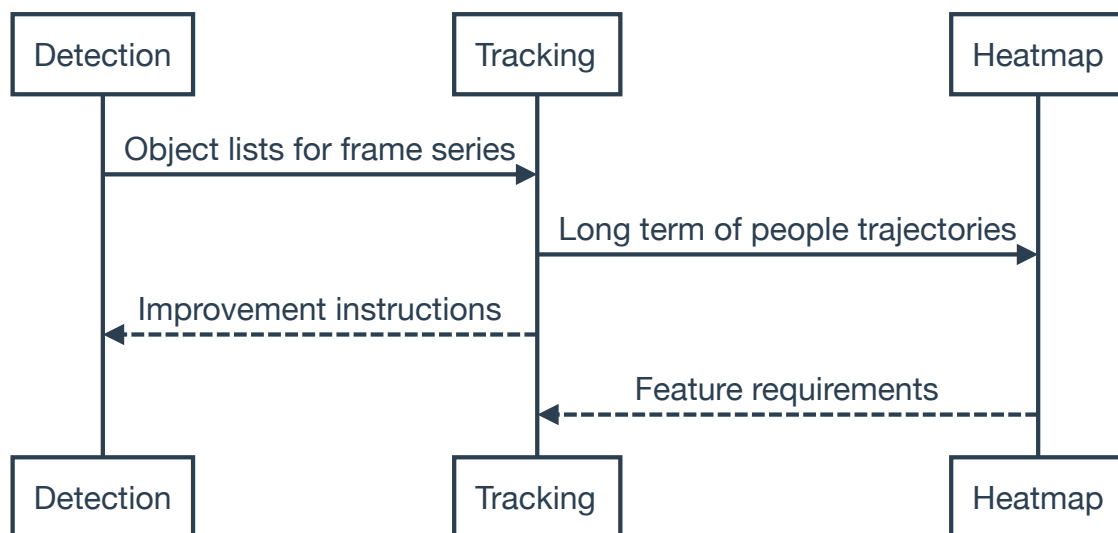 Detection
Tracking
Heatmap
Object lists for frame series
Long term of people trajectories
Improvement instructions
Feature requirements
Detection
Tracking
Heatmap